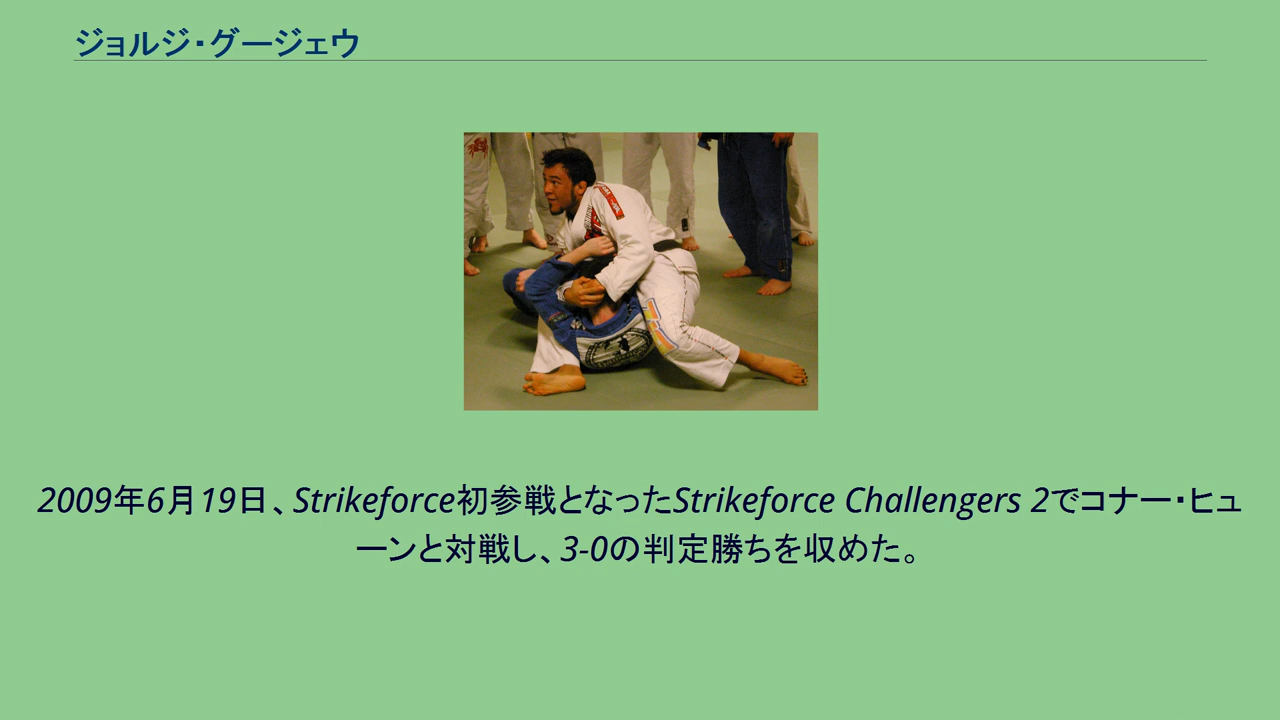 ジョルジ・グージェウ
2009年6月19日、Strikeforce初参戦となったStrikeforce Challengers 2でコナー・ヒュ
ーンと対戦し、3-0の判定勝ちを収めた。